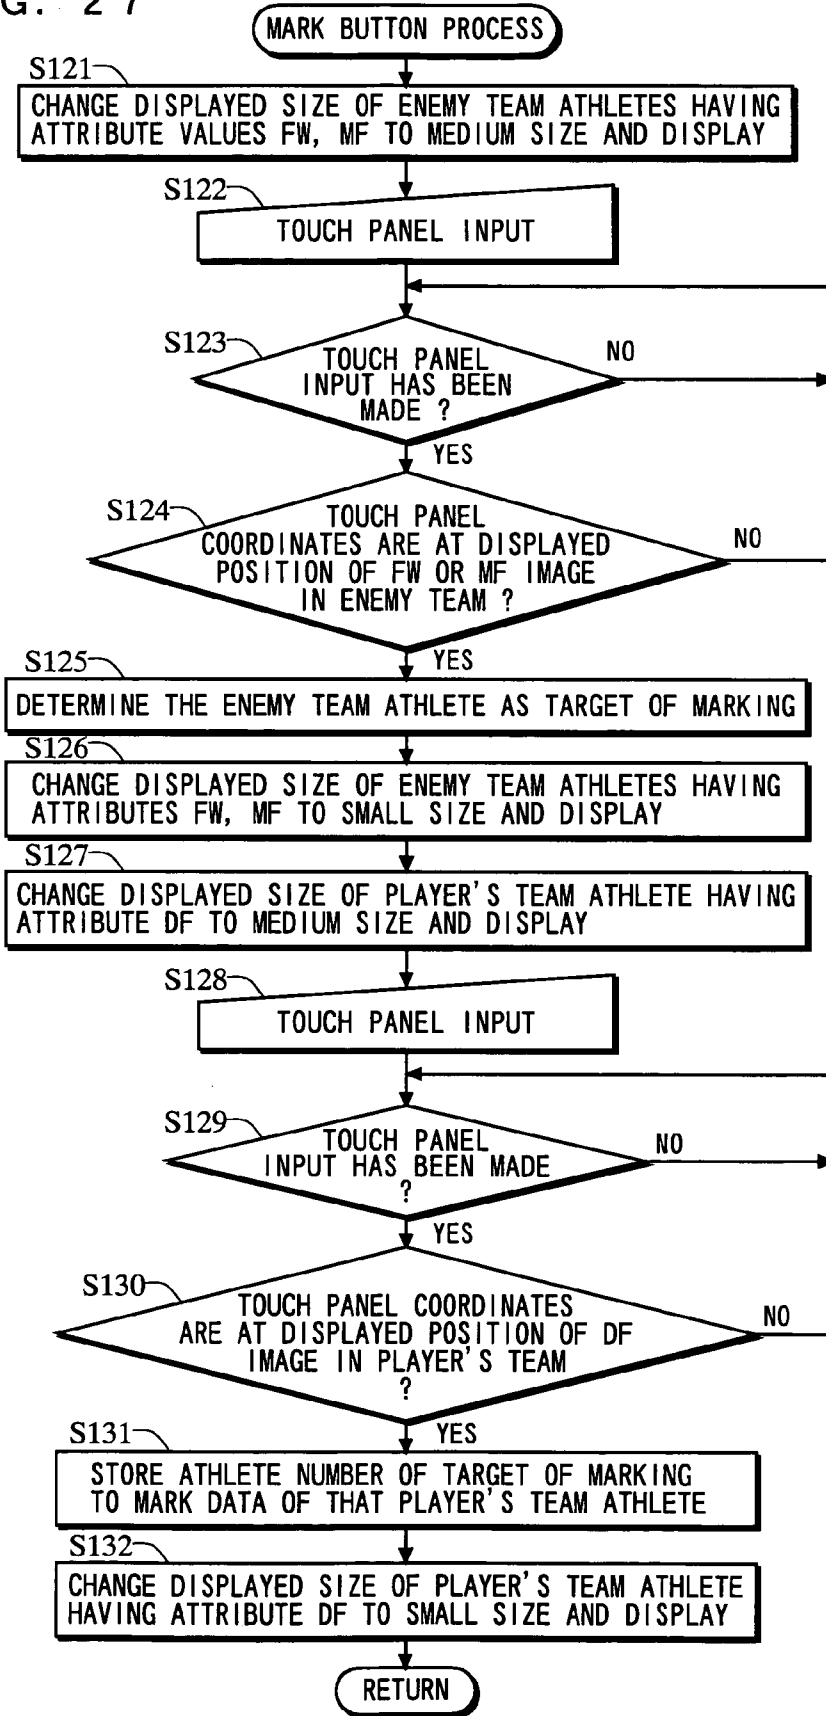 G. 27
MARK BUTTON PROCESS
S121
CHANGE DISPLAYED SIZE OF ENEMY TEAM ATHLETES HAVING
ATTRIBUTE VALUES FW, MF TO MEDIUM SIZE AND DISPLAY
S122
TOUCH PANEL INPUT
S123
TOUCH PANEL
INPUT HAS BEEN
MADE ?
NO
YES
S124
TOUCH PANEL
COORDINATES ARE AT DISPLAYED
POSITION OF FW OR MF IMAGE
IN ENEMY TEAM ?
NO
YES
S125
DETERMINE THE ENEMY TEAM ATHLETE AS TARGET OF MARKING
S126
CHANGE DISPLAYED SIZE OF ENEMY TEAM ATHLETES HAVING
ATTRIBUTES FW, MF TO SMALL SIZE AND DISPLAY
S127
CHANGE DISPLAYED SIZE OF PLAYER'S TEAM ATHLETE HAVING
ATTRIBUTE DF TO MEDIUM SIZE AND DISPLAY
S128
TOUCH PANEL INPUT
S129
TOUCH PANEL
INPUT HAS BEEN MADE
?
NO
YES
S130
TOUCH PANEL COORDINATES
ARE AT DISPLAYED POSITION OF DF
IMAGE IN PLAYER'S TEAM
?
NO
YES
S131
STORE ATHLETE NUMBER OF TARGET OF MARKING
TO MARK DATA OF THAT PLAYER'S TEAM ATHLETE
S132
CHANGE DISPLAYED SIZE OF PLAYER'S TEAM ATHLETE
HAVING ATTRIBUTE DF TO SMALL SIZE AND DISPLAY
RETURN